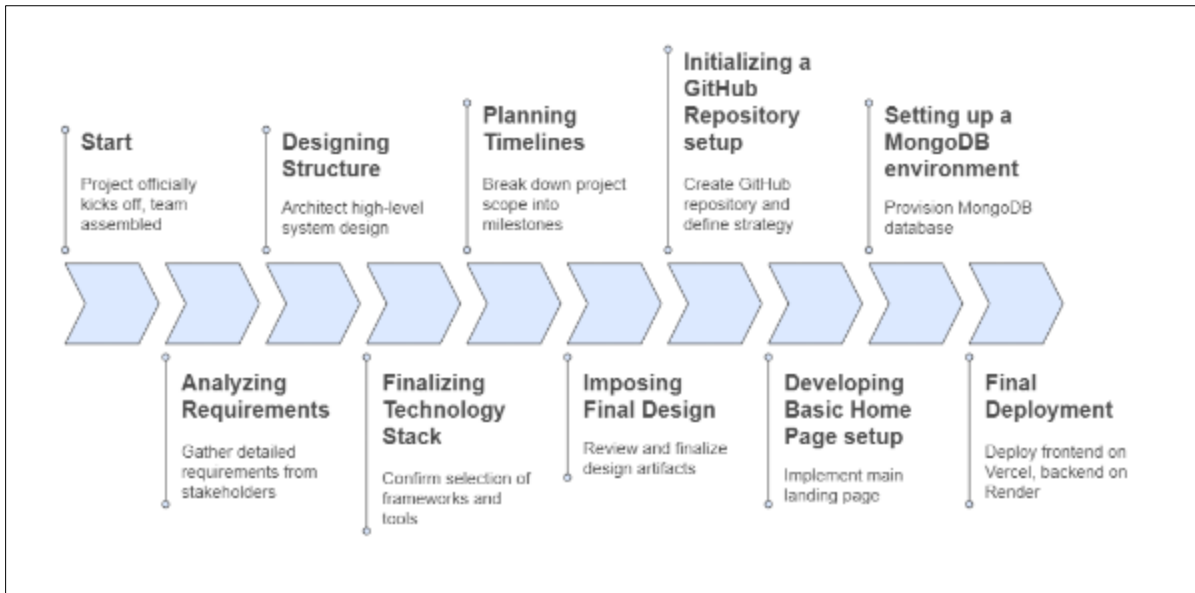 Start
Project officially
kicks off, team
assembled
Analyzing
Requirements
Gather detailed
requirements from
stakeholders
Designing
Structure
Architect high-level
system design
Finalizing
Technology
Stack
Confirm selection of
frameworks and
tools
Planning
Timelines
Break down project
scope into
milestones
Imposing
Final Design
Review and finalize
design artifacts
Initializing a
GitHub
Repository
setup
Create GitHub
repository and
define strategy
Developing
Basic Home
Page setup
Implement main
landing page
Setting up a
MongoDB
environment
Provision MongoDB
database
Final
Deployment
Deploy frontend on
Vercel, backend on
Render